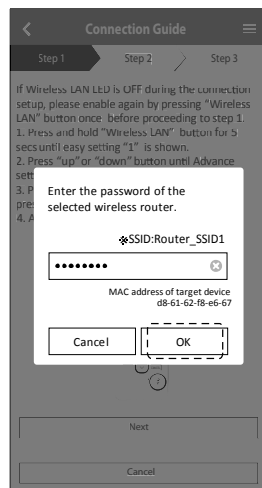 Connection Guide
Step 1 Step 2 Step 3
If Wireless LAN LED is OFF during the connection
setup, please enable again by pressing "Wireless
LAN" button once before proceeding to step 1.
1. Press and hold "Wireless LAN" button for 5
secs until easy setting "1" is shown.
2. Press "up" or "down" button until Advance
3.
4.
Enter the password of the
selected wireless router.
※SSID:Router_SSID1
••••••••
MAC address of target device
d8-61-62-f8-e6-67
Cancel OK
Next
Cancel